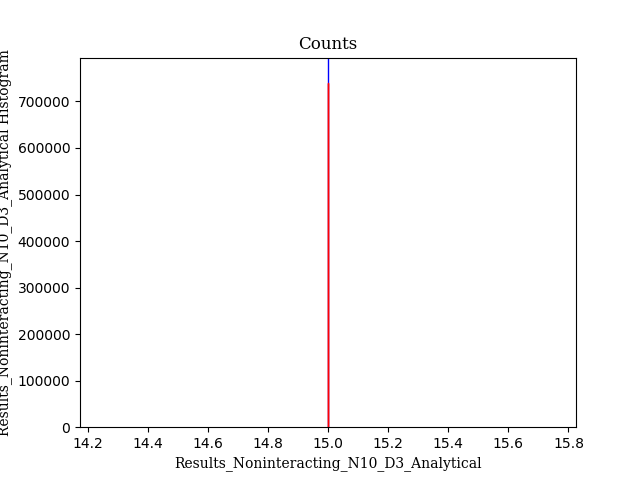 Counts
Results_Noninteracting_N10_D3_Analytical Histogram
700000
600000
500000
400000
300000
200000
100000
0
14.2 14.4 14.6 14.8 15.0 15.2 15.4 15.6 15.8
Results_Noninteracting_N10_D3_Analytical